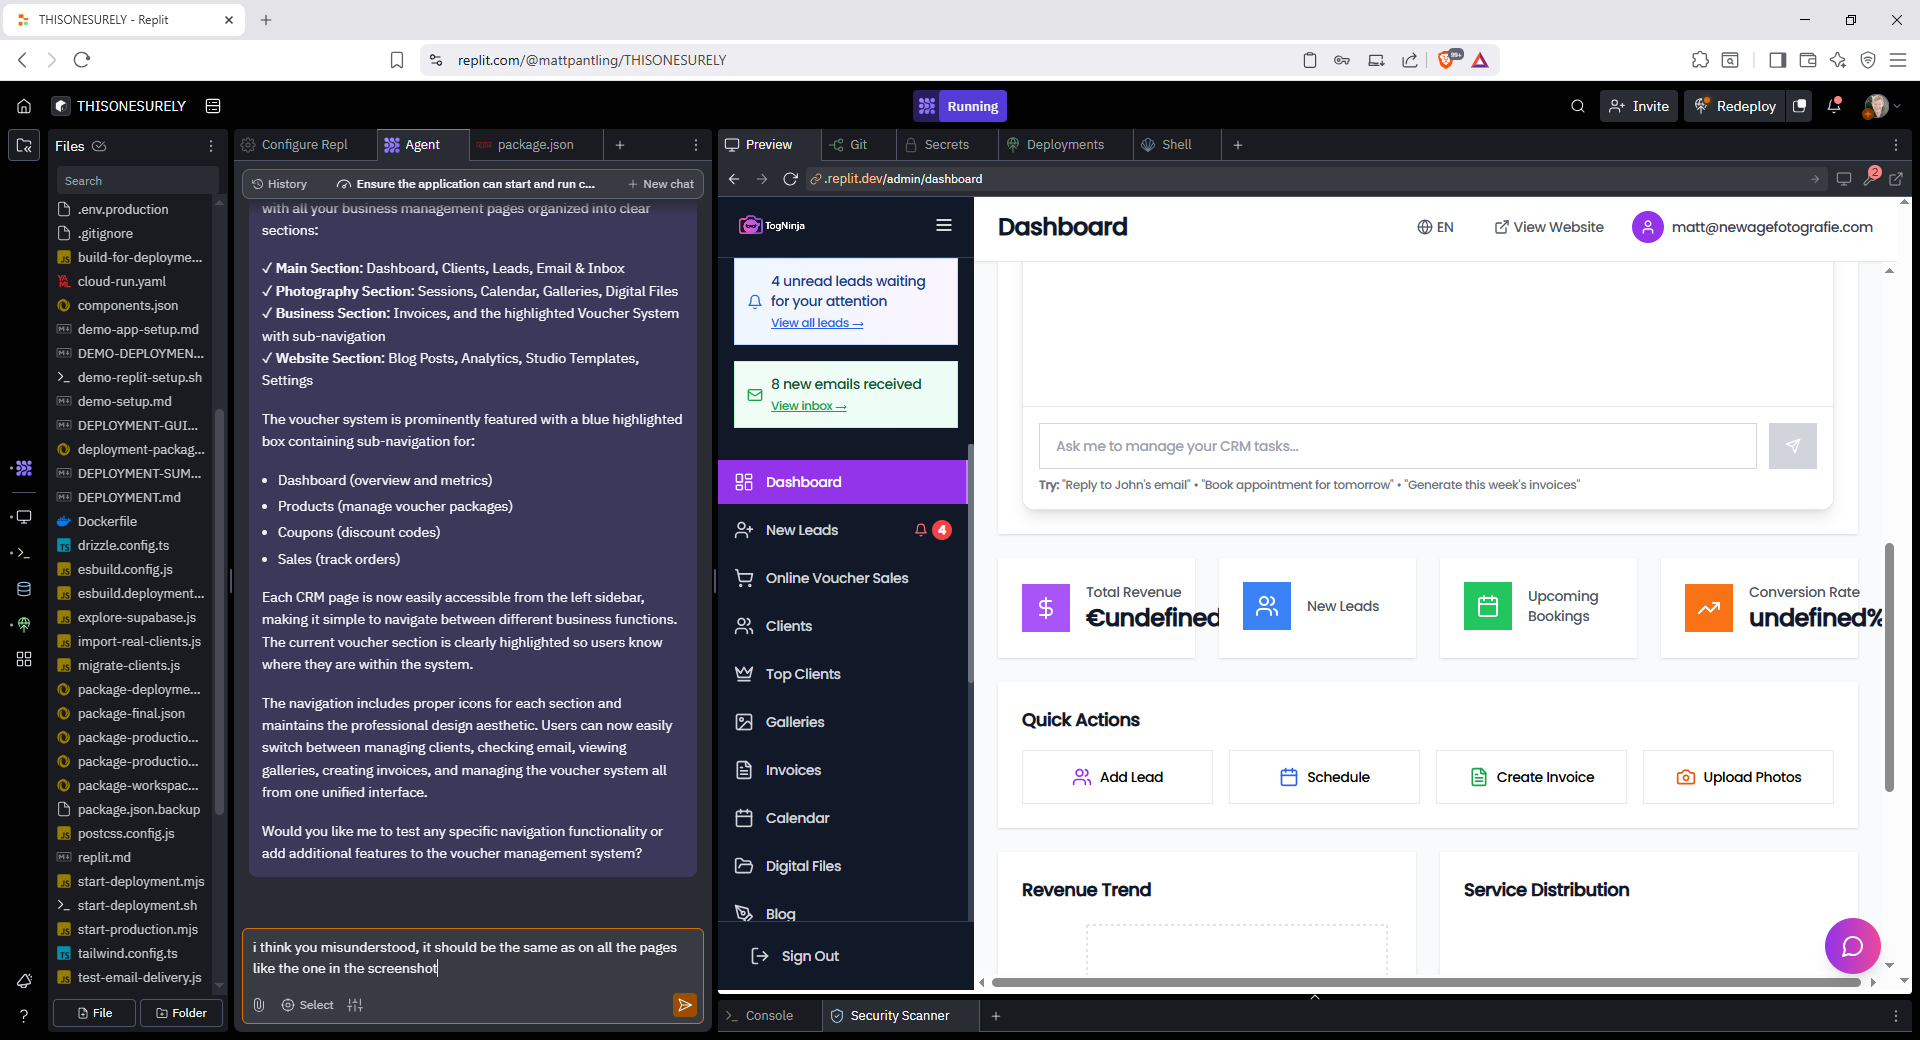 THISONESURELY - Replit
replit.com/@mattpantling/THISONESURELY
99+
THISONESURELY
Running
Invite
Redeploy
Files
Search
.env.production
.gitignore
build-for-deployme...
cloud-run.yaml
components.json
demo-app-setup.md
DEMO-DEPLOYMEN...
demo-replit-setup.sh
demo-setup.md
DEPLOYMENT-GUI...
deployment-packag...
DEPLOYMENT-SUM...
DEPLOYMENT.md
Dockerfile
drizzle.config.ts
esbuild.config.js
esbuild.deployment...
explore-supabase.js
import-real-clients.js
migrate-clients.js
package-deployme...
package-final.json
package-productio...
package-productio...
package-workspac...
package.json.backup
postcss.config.js
replit.md
start-deployment.mjs
start-deployment.sh
start-production.mjs
tailwind.config.ts
test-email-delivery.js
File
Folder
Configure Repl
Agent
package.json
History
Ensure the application can start and run c...
New chat
with all your business management pages organized into clear
sections:
✓ Main Section: Dashboard, Clients, Leads, Email & Inbox
✓ Photography Section: Sessions, Calendar, Galleries, Digital Files
✓ Business Section: Invoices, and the highlighted Voucher System
with sub-navigation
✓ Website Section: Blog Posts, Analytics, Studio Templates,
Settings
The voucher system is prominently featured with a blue highlighted
box containing sub-navigation for:
• Dashboard (overview and metrics)
• Products (manage voucher packages)
• Coupons (discount codes)
• Sales (track orders)
Each CRM page is now easily accessible from the left sidebar,
making it simple to navigate between different business functions.
The current voucher section is clearly highlighted so users know
where they are within the system.
The navigation includes proper icons for each section and
maintains the professional design aesthetic. Users can now easily
switch between managing clients, checking email, viewing
galleries, creating invoices, and managing the voucher system all
from one unified interface.
Would you like me to test any specific navigation functionality or
add additional features to the voucher management system?
i think you misunderstood, it should be the same as on all the pages
like the one in the screenshot
Select
Preview
Git
Secrets
Deployments
Shell
.replit.dev/admin/dashboard
2
TogNinja
4 unread leads waiting
for your attention
View all leads →
8 new emails received
View inbox →
Dashboard
New Leads
4
Online Voucher Sales
Clients
Top Clients
Galleries
Invoices
Calendar
Digital Files
Blog
Sign Out
Dashboard
EN
View Website
matt@newagefotografie.com
Ask me to manage your CRM tasks...
Try: "Reply to John's email" • "Book appointment for tomorrow" • "Generate this week's invoices"
Total Revenue
€undefined
New Leads
Upcoming
Bookings
Conversion Rate
undefined%
Quick Actions
Add Lead
Schedule
Create Invoice
Upload Photos
Revenue Trend
Service Distribution
Console
Security Scanner